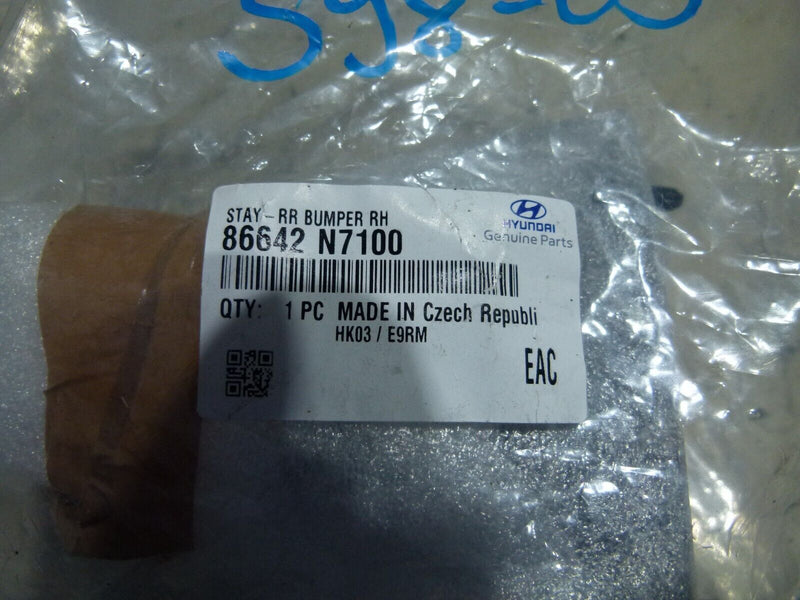 STAY-RR BUMPER RH
86642 N7100
HYUNDAI
Genuine Parts
QTY: 1 PC MADE IN Czech Republi
HK03 / E9RM
EAC